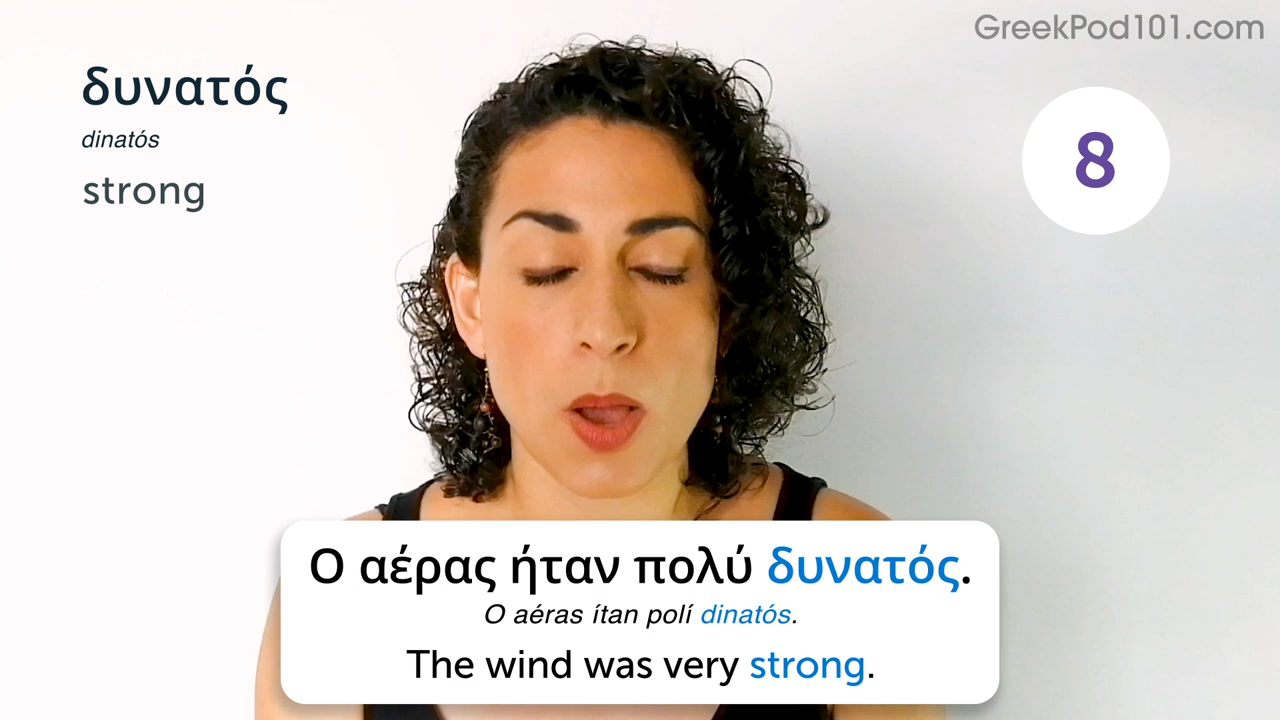 GreekPod101.com
δυνατός
dinatós
strong
8
Ο αέρας ήταν πολύ δυνατός.
O aéras ítan polí dinatós.
The wind was very strong.